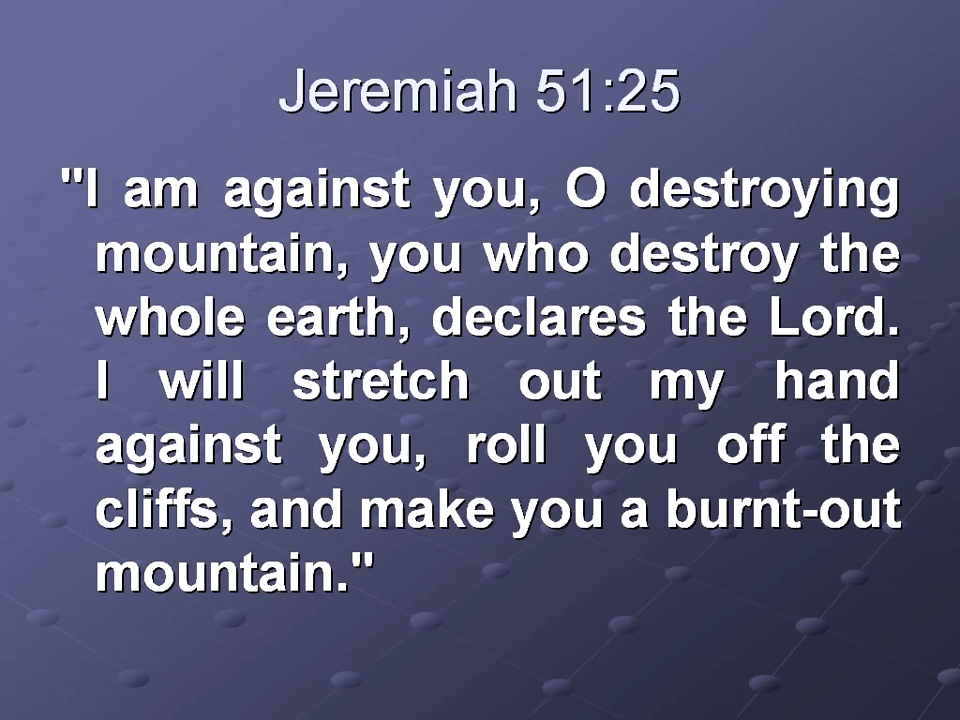 Jeremiah 51:25
"I am against you, O destroying
mountain, you who destroy the
whole earth, declares the Lord.
I will stretch out my hand
against you, roll you off the
cliffs, and make you a burnt-out
mountain."